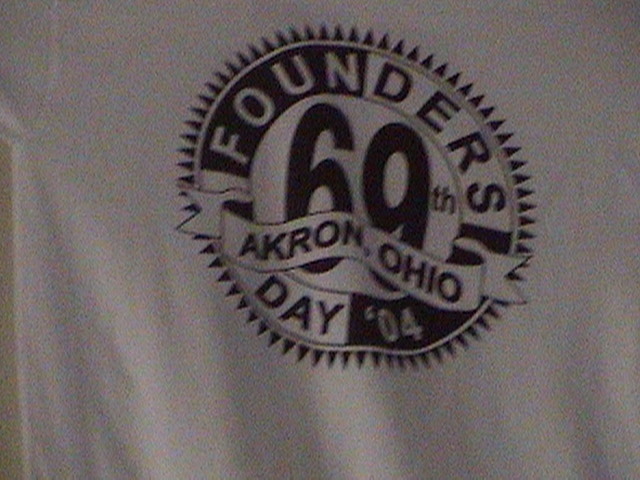 FOUNDERS
69th
AKRON, OHIO
DAY '04